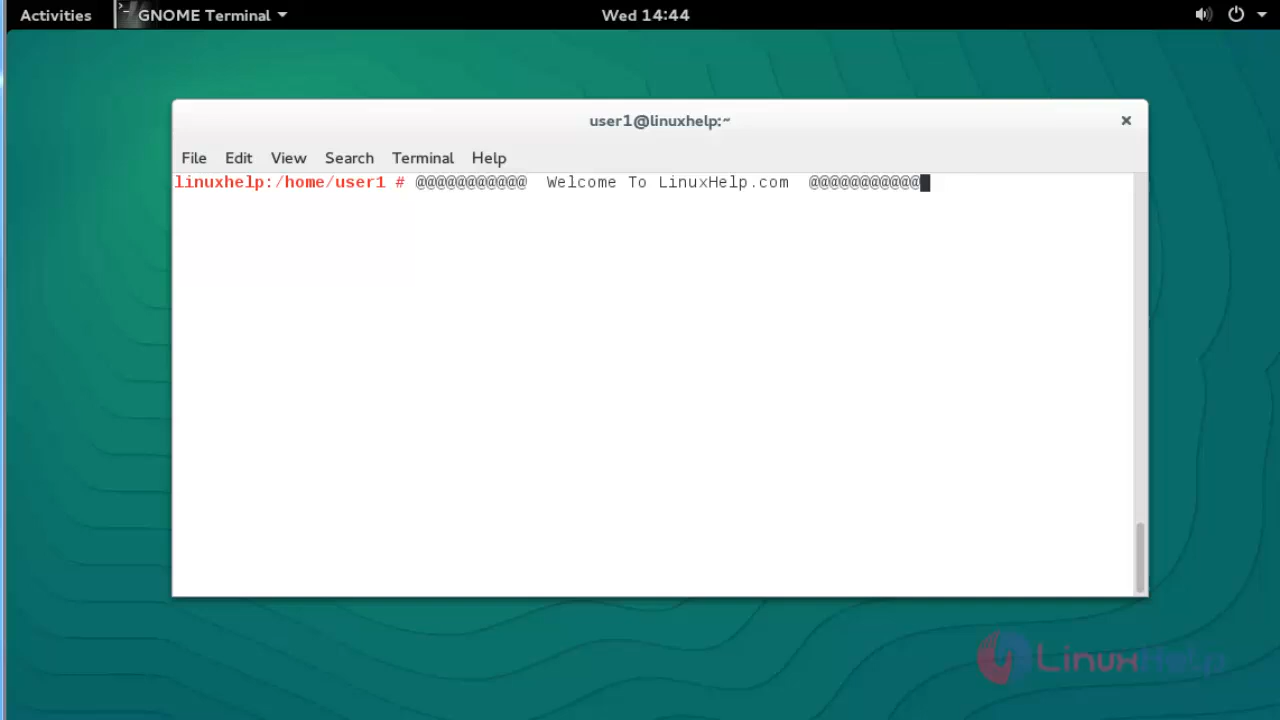 Activities GNOME Terminal Wed 14:44
user1@linuxhelp:~
File Edit View Search Terminal Help
linuxhelp:/home/user1 # @@@@@@@@@@@  Welcome To LinuxHelp.com  @@@@@@@@@@@
LinuxHelp